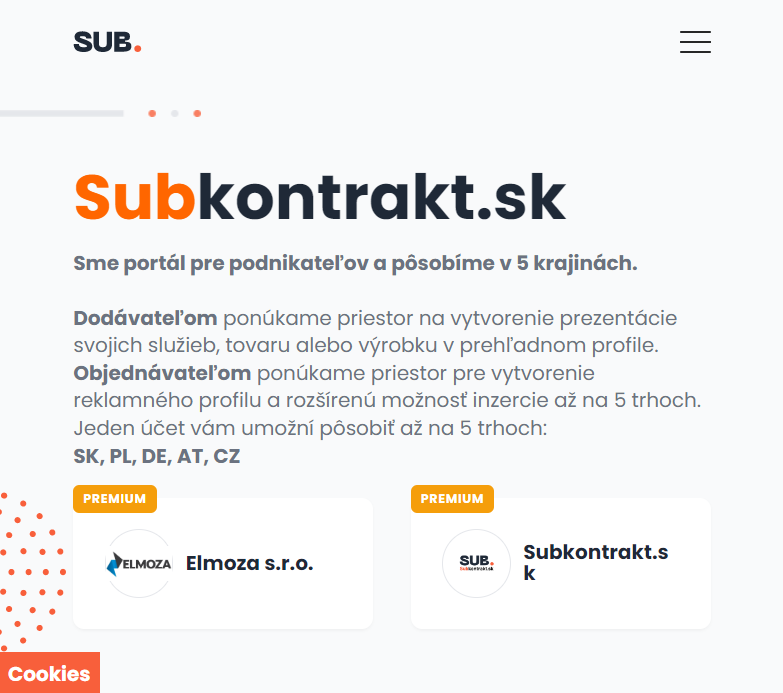 SUB.
Subkontrakt.sk
Sme portál pre podnikateľov a pôsobíme v 5 krajinách.
Dodávateľom ponúkame priestor na vytvorenie prezentácie
svojich služieb, tovaru alebo výrobku v prehľadnom profile.
Objednávateľom ponúkame priestor pre vytvorenie
reklamného profilu a rozšírenú možnosť inzercie až na 5 trhoch.
Jeden účet vám umožní pôsobiť až na 5 trhoch:
SK, PL, DE, AT, CZ
PREMIUM
ELMOZA
Elmoza s.r.o.
PREMIUM
SUB.
Subkontrakt.sk
Subkontrakt.s
k
Cookies